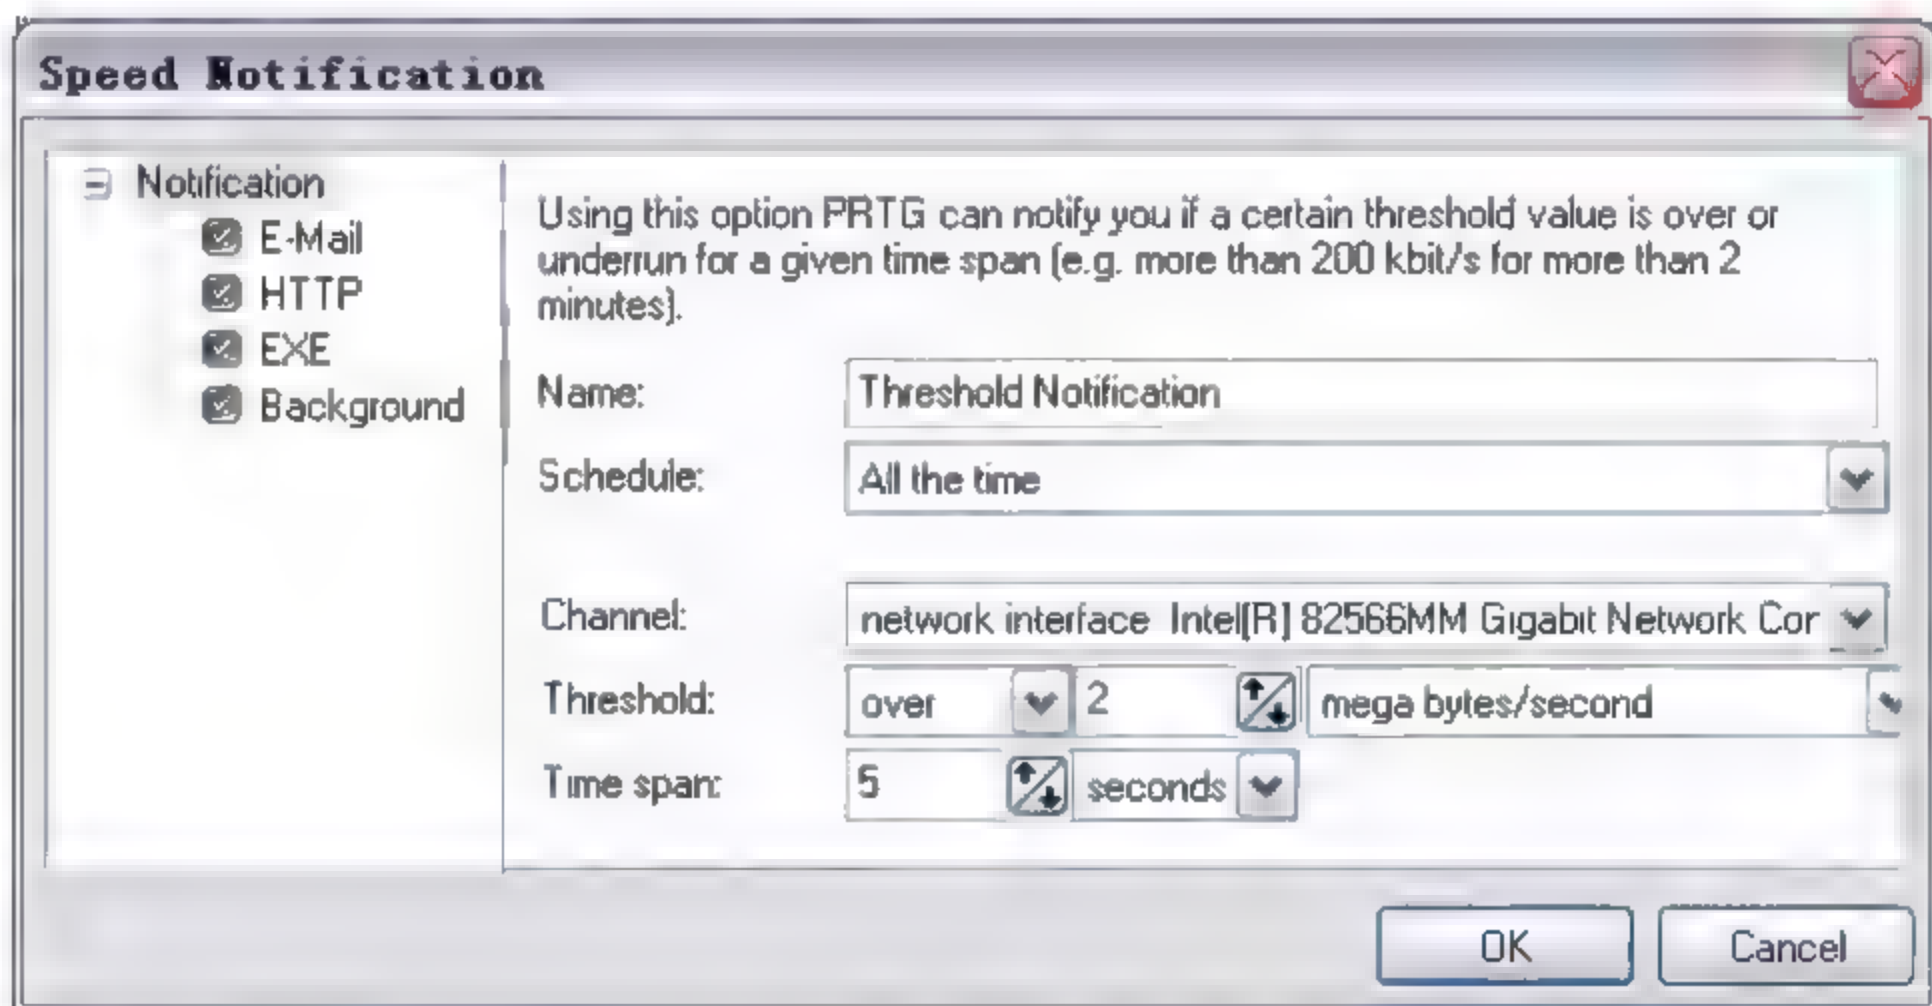 Speed Notification
Notification
E-Mail
HTTP
EXE
Background
Using this option PRTG can notify you if a certain threshold value is over or
underrun for a given time span (e.g. more than 200 kbit/s for more than 2
minutes).
Name: Threshold Notification
Schedule: All the time
Channel: network interface Intel[R] 82566MM Gigabit Network Cor
Threshold: over 2 mega bytes/second
Time span: 5 seconds
OK Cancel